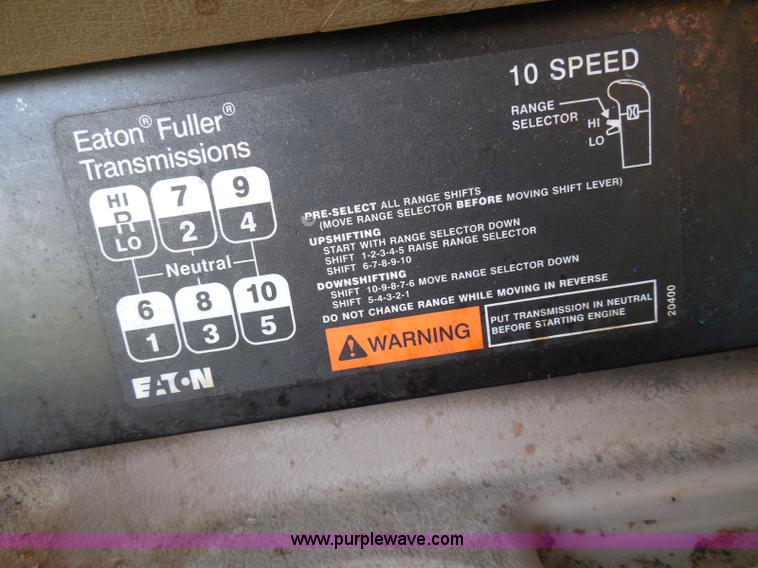 10 SPEED
Eaton® Fuller®
Transmissions
RANGE
SELECTOR
HI
LO
HI
R
LO
7
2
9
4
Neutral
6
1
8
3
10
5
PRE-SELECT ALL RANGE SHIFTS
(MOVE RANGE SELECTOR BEFORE MOVING SHIFT LEVER)
UPSHIFTING
START WITH RANGE SELECTOR DOWN
SHIFT 1-2-3-4-5 RAISE RANGE SELECTOR
SHIFT 6-7-8-9-10
DOWNSHIFTING
SHIFT 10-9-8-7-6 MOVE RANGE SELECTOR DOWN
SHIFT 5-4-3-2-1
DO NOT CHANGE RANGE WHILE MOVING IN REVERSE
WARNING
PUT TRANSMISSION IN NEUTRAL
BEFORE STARTING ENGINE
20400
EATON
www.purplewave.com